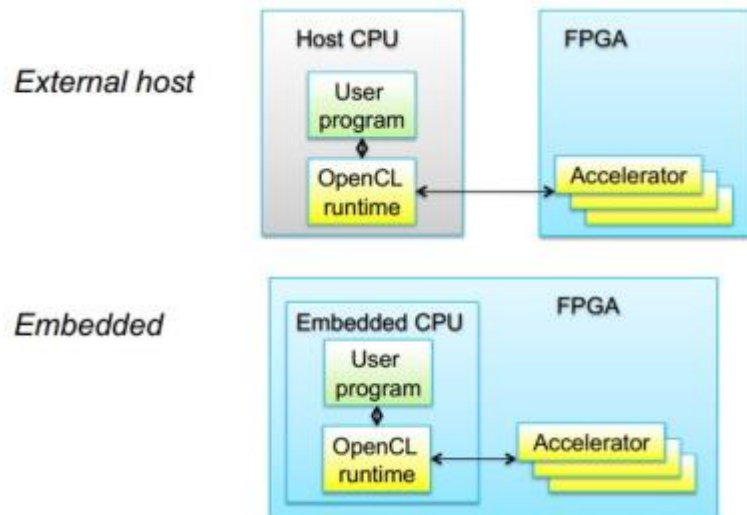 External host
Host CPU
User
program
OpenCL
runtime
FPGA
Accelerator
Embedded
Embedded CPU
User
program
OpenCL
runtime
FPGA
Accelerator